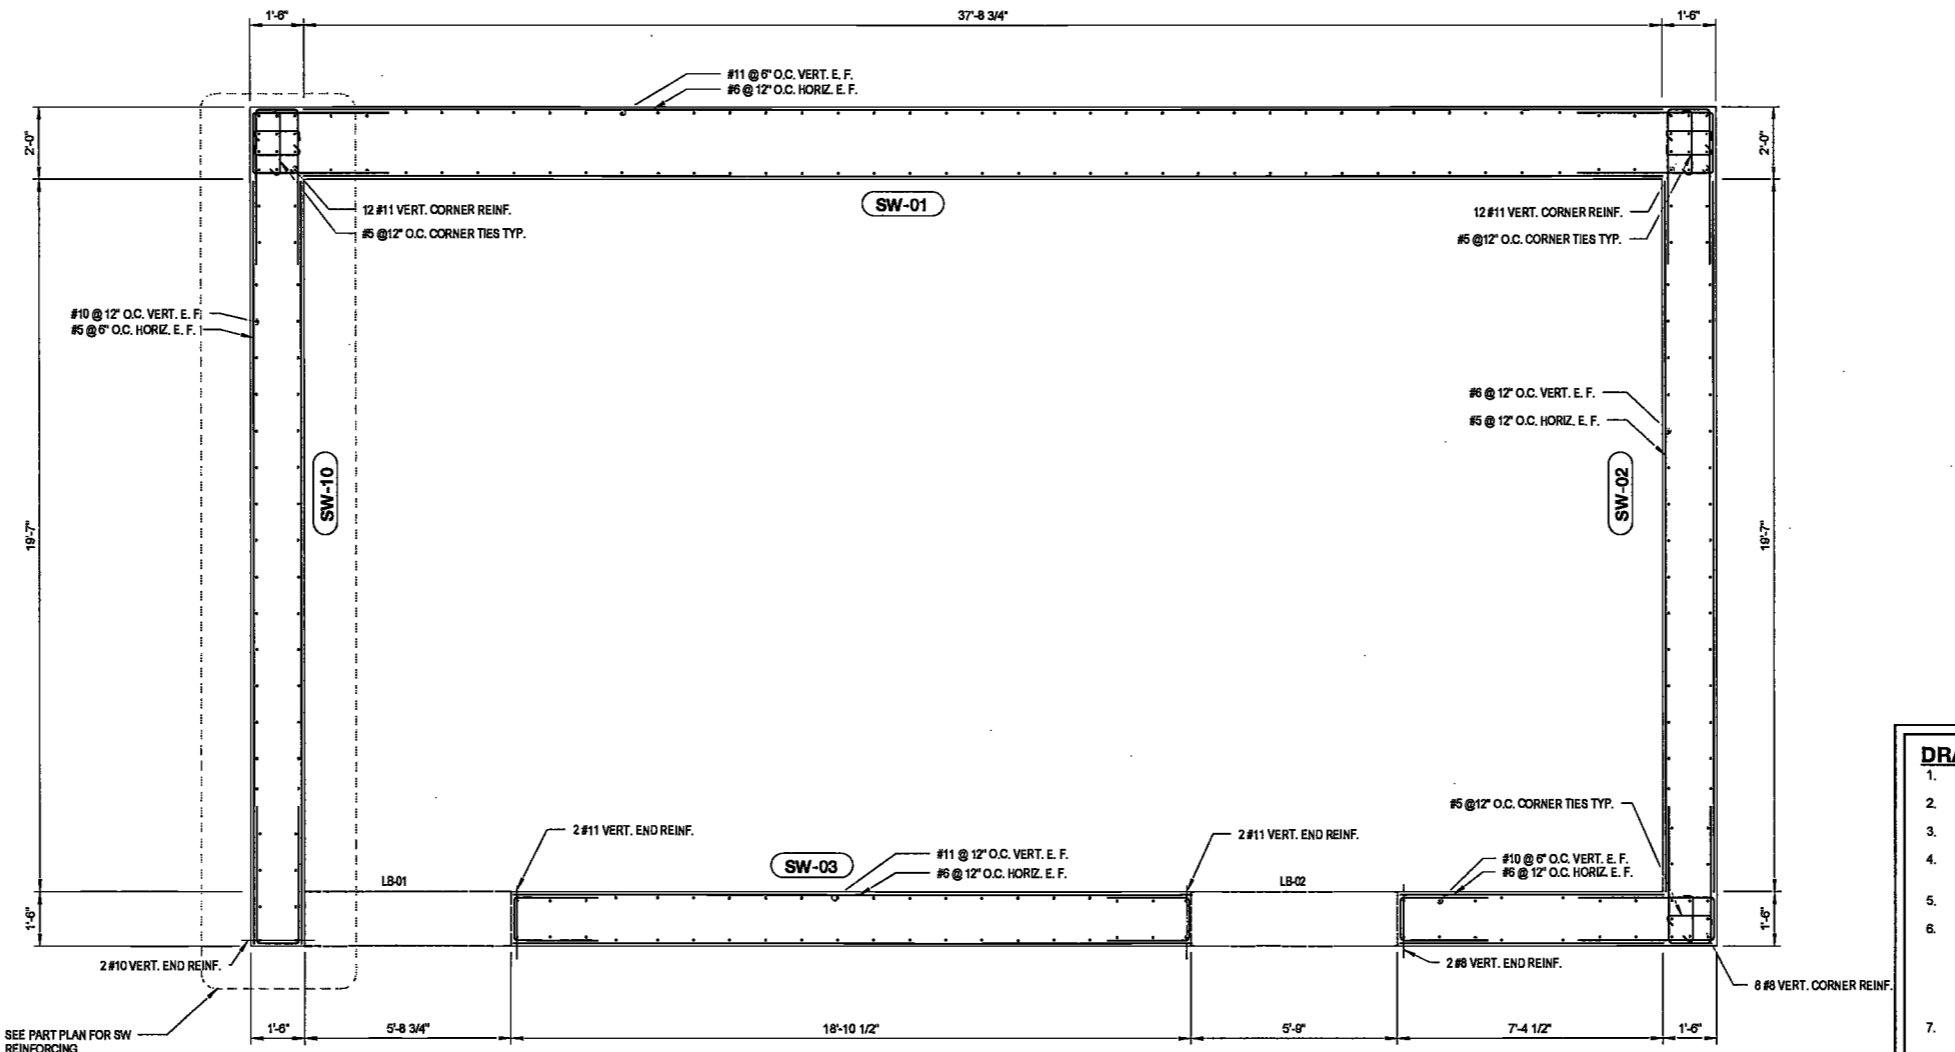 1'-6"
37'-8 3/4"
1'-6"
#11 @ 6" O.C. VERT. E. F.
#6 @ 12" O.C. HORIZ. E. F.
2'-0"
2'-0"
12 #11 VERT. CORNER REINF.
#5 @12" O.C. CORNER TIES TYP.
SW-01
12 #11 VERT. CORNER REINF.
#5 @12" O.C. CORNER TIES TYP.
#10 @ 12" O.C. VERT. E. F.
#5 @ 6" O.C. HORIZ. E. F.
#6 @ 12" O.C. VERT. E. F.
#5 @ 12" O.C. HORIZ. E. F.
SW-10
SW-02
19'-7"
19'-7"
#5 @12" O.C. CORNER TIES TYP.
2 #11 VERT. END REINF.
2 #11 VERT. END REINF.
SW-03
#11 @ 12" O.C. VERT. E. F.
#6 @ 12" O.C. HORIZ. E. F.
#10 @ 6" O.C. VERT. E. F.
#6 @ 12" O.C. HORIZ. E. F.
LB-01
LB-02
1'-6"
1'-6"
2 #10 VERT. END REINF.
2 #8 VERT. END REINF.
8 #8 VERT. CORNER REINF.
SEE PART PLAN FOR SW
REINFORCING
1'-6"
5'-8 3/4"
18'-10 1/2"
5'-9"
7'-4 1/2"
1'-6"
DRA
1.
2.
3.
4.
5.
6.
7.